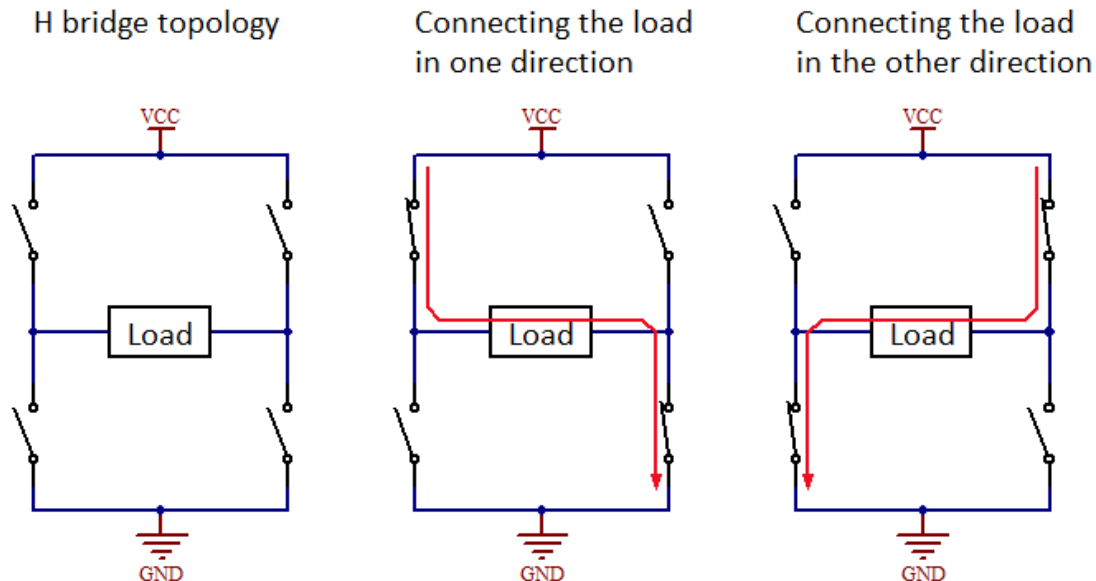 H bridge topology
Connecting the load
in one direction
Connecting the load
in the other direction
VCC
VCC
VCC
Load
Load
Load
GND
GND
GND